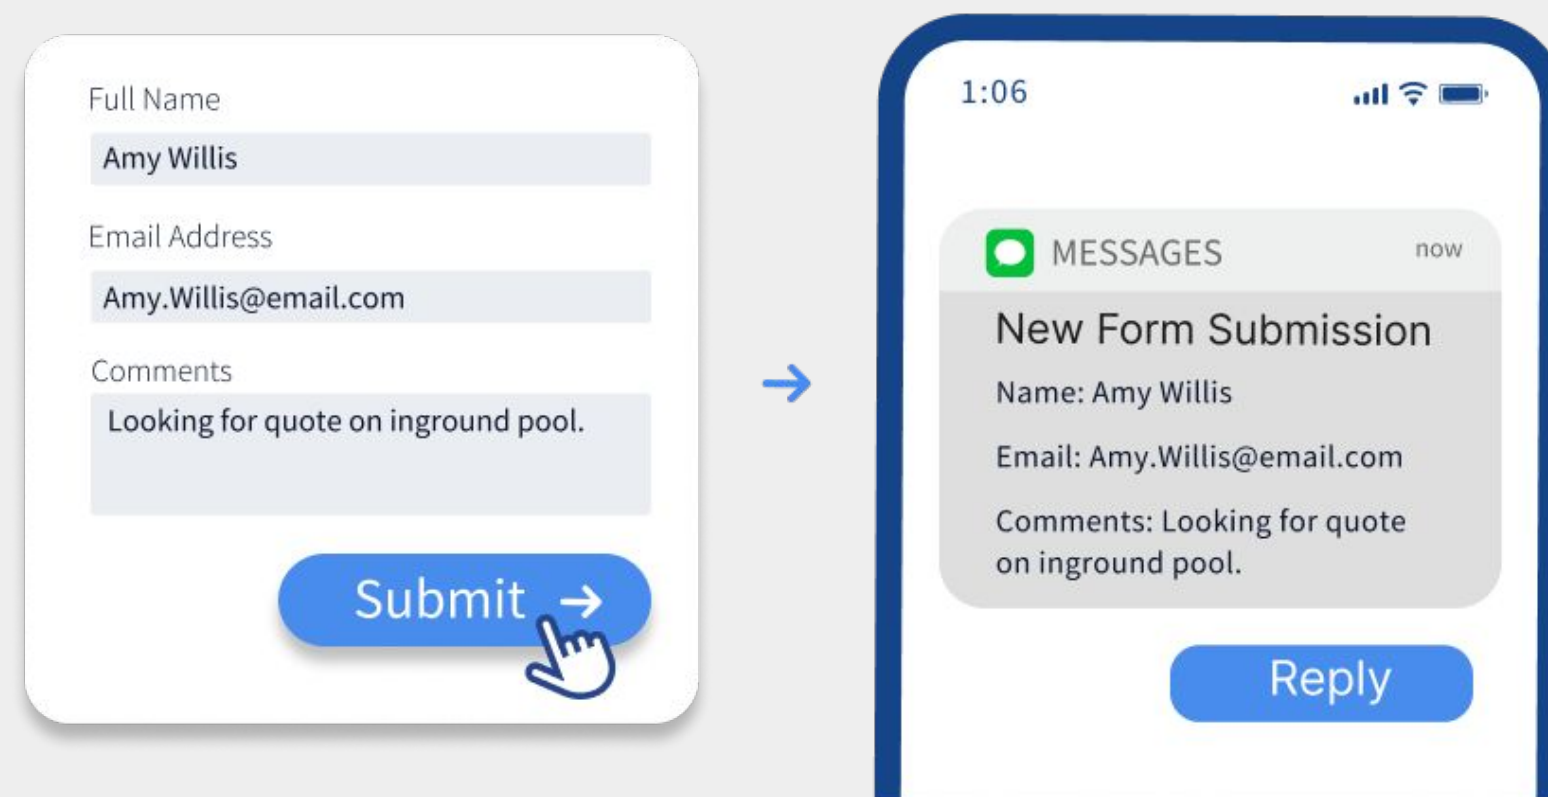 Full Name
Amy Willis
Email Address
Amy.Willis@email.com
Comments
Looking for quote on inground pool.
Submit
1:06
MESSAGES
now
New Form Submission
Name: Amy Willis
Email: Amy.Willis@email.com
Comments: Looking for quote
on inground pool.
Reply